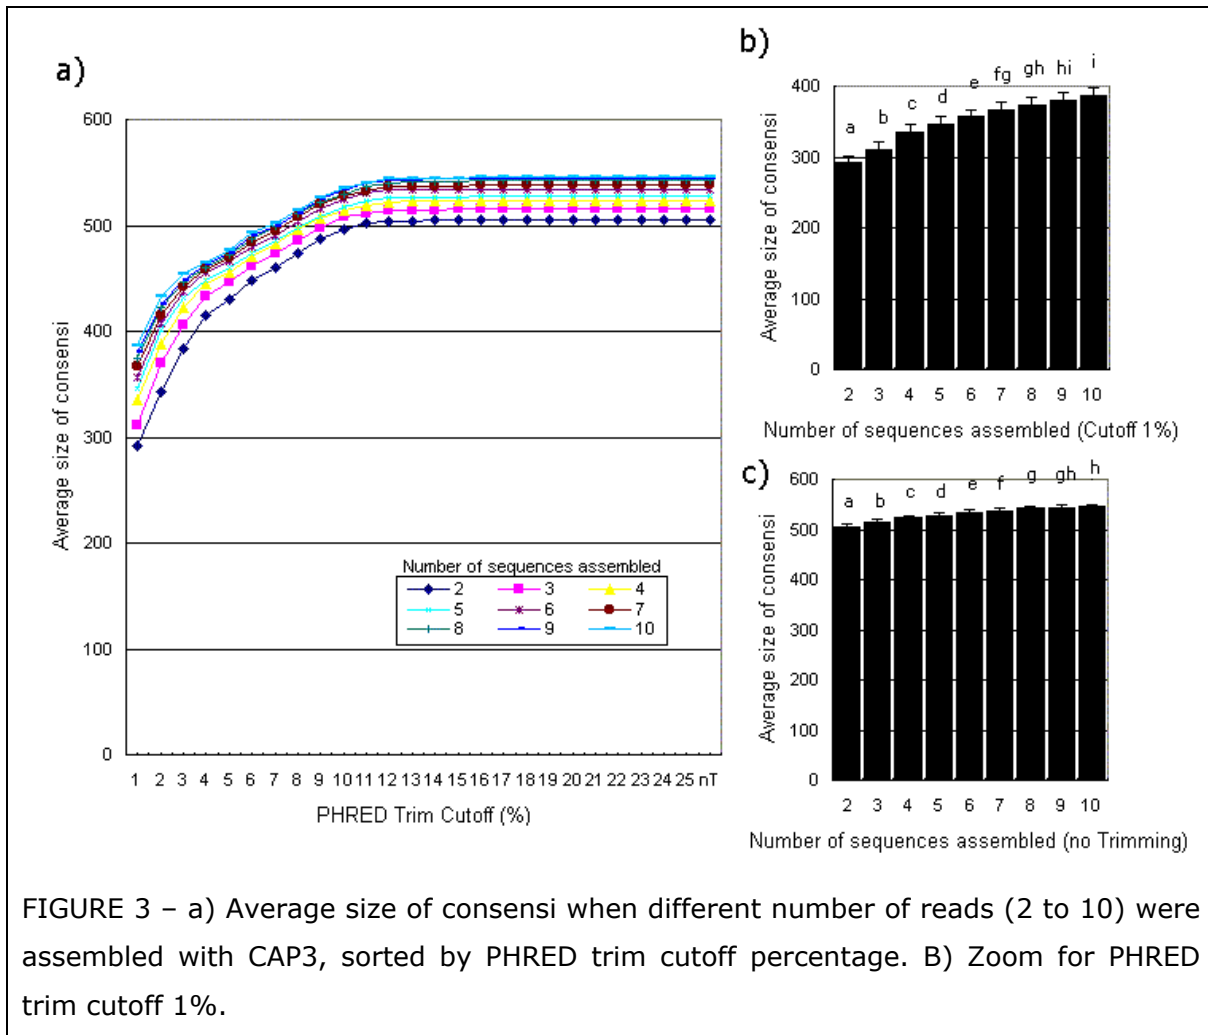 a)
600
500
400
300
200
100
0
Average size of consensi
1 2 3 4 5 6 7 8 9 10 11 12 13 14 15 16 17 18 19 20 21 22 23 24 25 nT
PHRED Trim Cutoff (%)
Number of sequences assembled
2 3 4
5 6 7
8 9 10
b)
400
300
200
100
0
Average size of consensi
a b c d e fg gh hi i
2 3 4 5 6 7 8 9 10
Number of sequences assembled (Cutoff 1%)
c)
600
500
400
300
200
100
0
Average size of consensi
a b c d e f g gh h
2 3 4 5 6 7 8 9 10
Number of sequences assembled (no Trimming)
FIGURE 3 – a) Average size of consensi when different number of reads (2 to 10) were
assembled with CAP3, sorted by PHRED trim cutoff percentage. B) Zoom for PHRED
trim cutoff 1%.